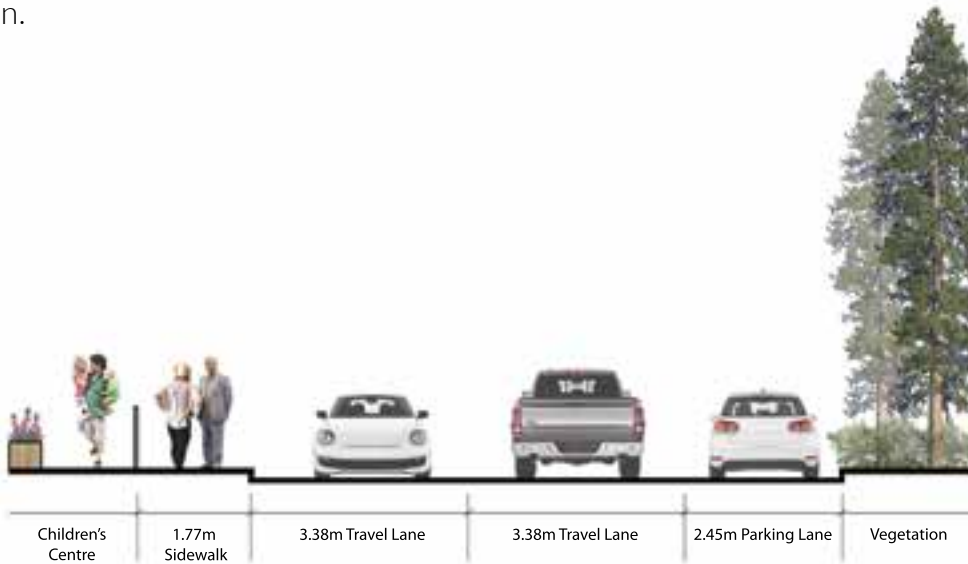 n.
Children's
Centre
1.77m
Sidewalk
3.38m Travel Lane
3.38m Travel Lane
2.45m Parking Lane
Vegetation